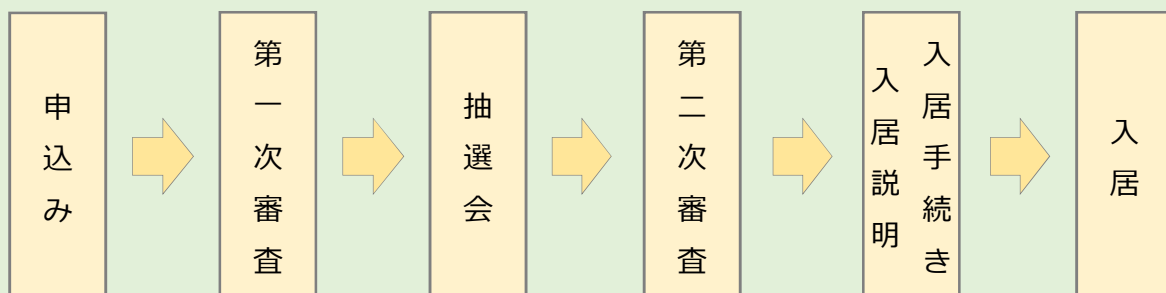 申込み
第一次審査
抽選会
第二次審査
入居手続き
入居説明
入居